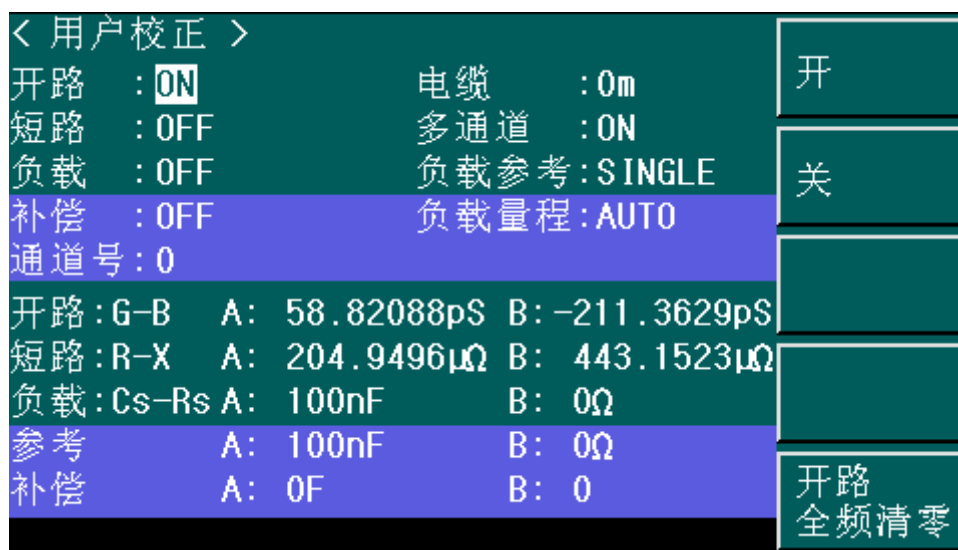 < 用户校正 >
开路 :ON 电缆 :0m
短路 :OFF 多通道 :ON
负载 :OFF 负载参考:SINGLE
补偿 :OFF 负载量程:AUTO
通道号:0
开路:G-B A: 58.82088pS B:-211.3629pS
短路:R-X A: 204.9496µΩ B: 443.1523µΩ
负载:Cs-Rs A: 100nF B: 0Ω
参考 A: 100nF B: 0Ω
补偿 A: 0F B: 0
开
关
开路
全频清零